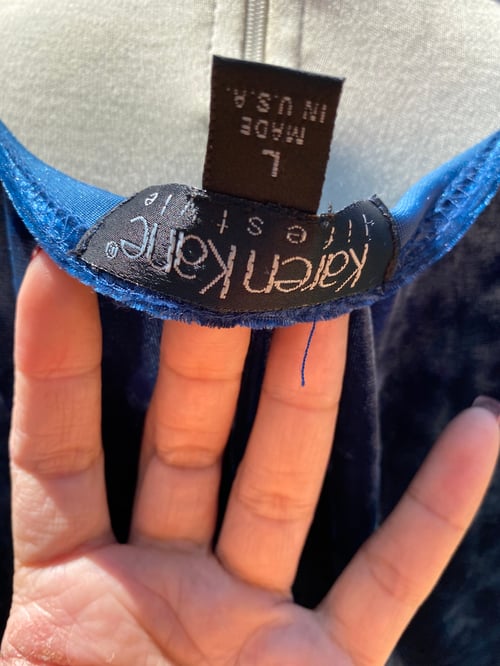 karen kane®
lifestyle
L
MADE
IN U.S.A.